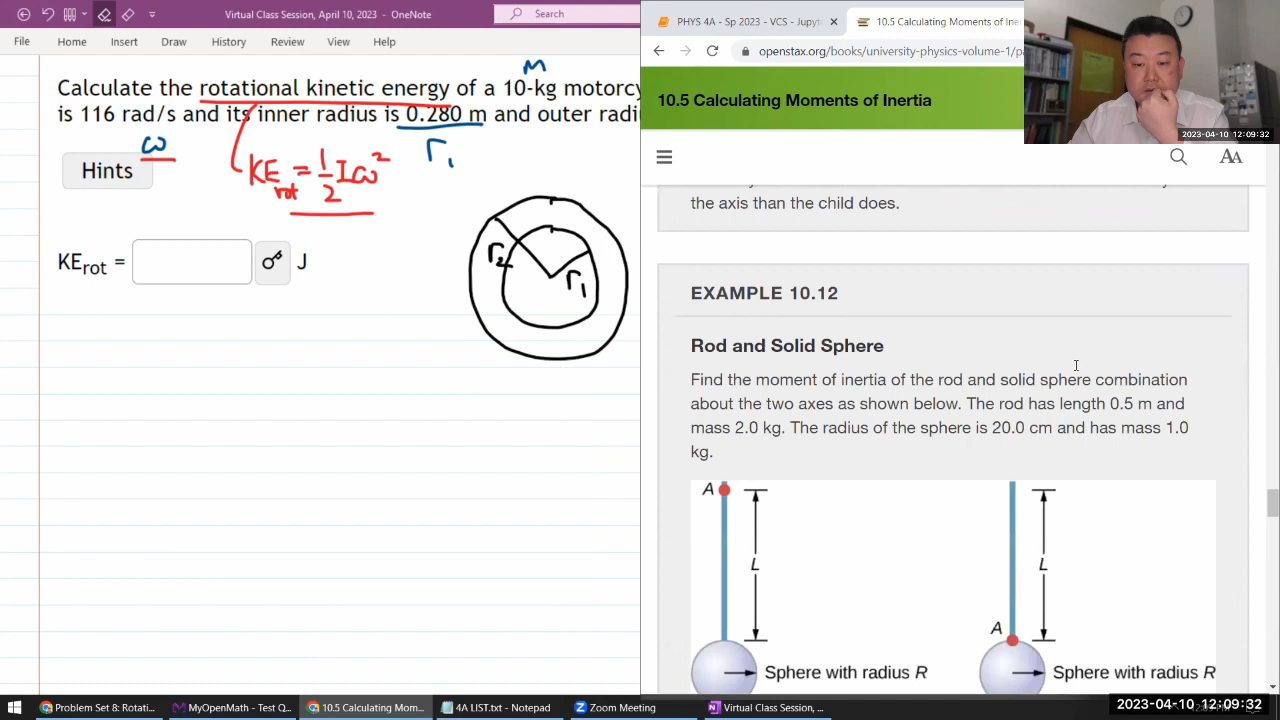 Virtual Class Session, April 10, 2023 12:05 PM - OneNote
Search (Ctrl+E)
File Home Insert Draw History Review View Help
M
Calculate the rotational kinetic energy of a 10-kg motorcy
is 116 rad/s and its inner radius is 0.280 m and outer radi
ω
r1
Hints
KErot = 1/2 Iω²
KErot = J
r2
r1
PHYS 4A - Sp 2023 - VCS - Jupyt
10.5 Calculating Moments of Iner
openstax.org/books/university-physics-volume-1/pa
10.5 Calculating Moments of Inertia
2023-04-10 12:09:32
AA
the axis than the child does.
EXAMPLE 10.12
Rod and Solid Sphere
Find the moment of inertia of the rod and solid sphere combination
about the two axes as shown below. The rod has length 0.5 m and
mass 2.0 kg. The radius of the sphere is 20.0 cm and has mass 1.0
kg.
A
L
Sphere with radius R
A
L
Sphere with radius R
Problem Set 8: Rotati...
MyOpenMath - Test Q...
10.5 Calculating Mom...
4A LIST.txt - Notepad
Zoom Meeting
Virtual Class Session, ...
2023-04-10 12:09:32